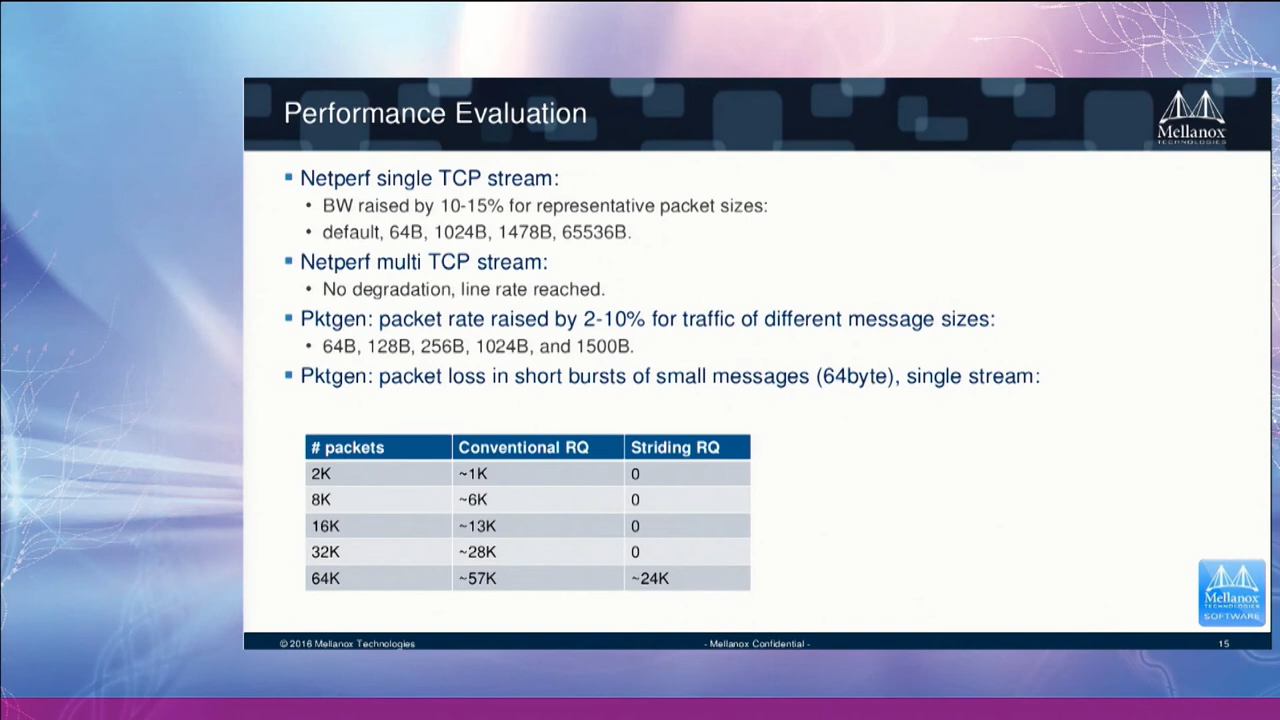 Performance Evaluation
Mellanox
TECHNOLOGIES
Netperf single TCP stream:
BW raised by 10-15% for representative packet sizes:
default, 64B, 1024B, 1478B, 65536B.
Netperf multi TCP stream:
No degradation, line rate reached.
Pktgen: packet rate raised by 2-10% for traffic of different message sizes:
64B, 128B, 256B, 1024B, and 1500B.
Pktgen: packet loss in short bursts of small messages (64byte), single stream:
# packets Conventional RQ Striding RQ
2K ~1K 0
8K ~6K 0
16K ~13K 0
32K ~28K 0
64K ~57K ~24K
Mellanox
TECHNOLOGIES
SOFTWARE
© 2016 Mellanox Technologies - Mellanox Confidential - 15